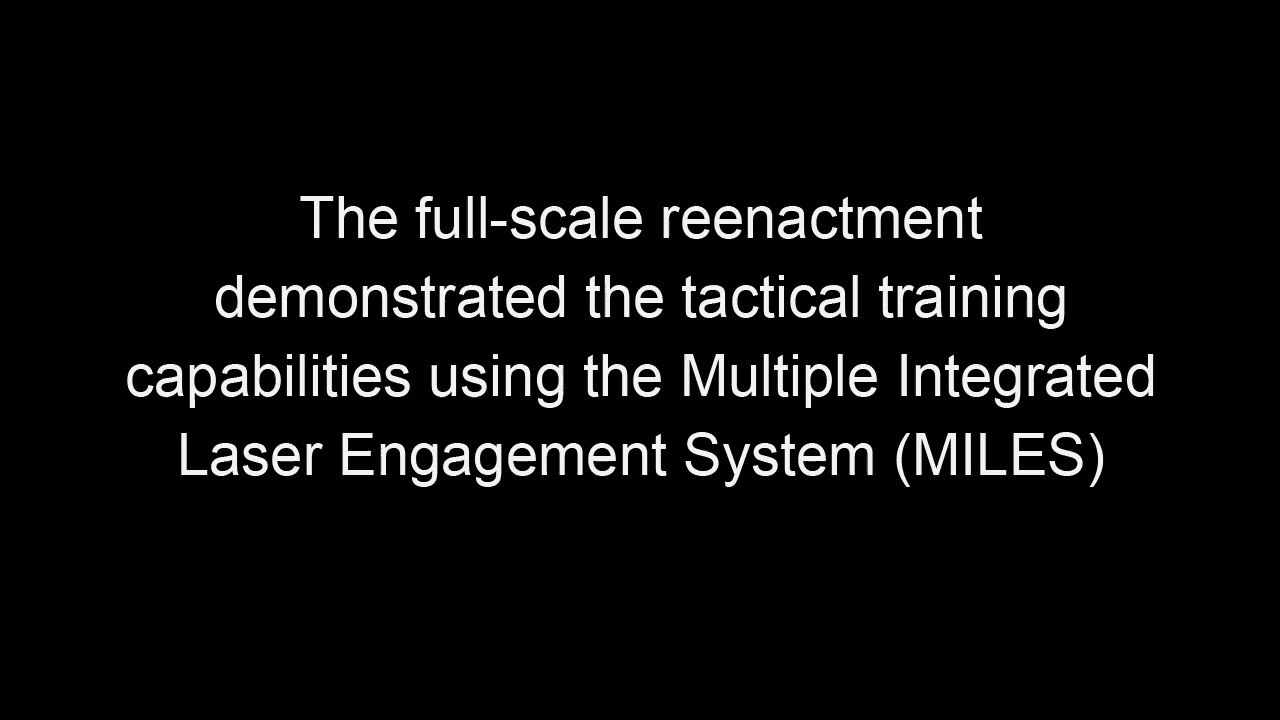 The full-scale reenactment
demonstrated the tactical training
capabilities using the Multiple Integrated
Laser Engagement System (MILES)